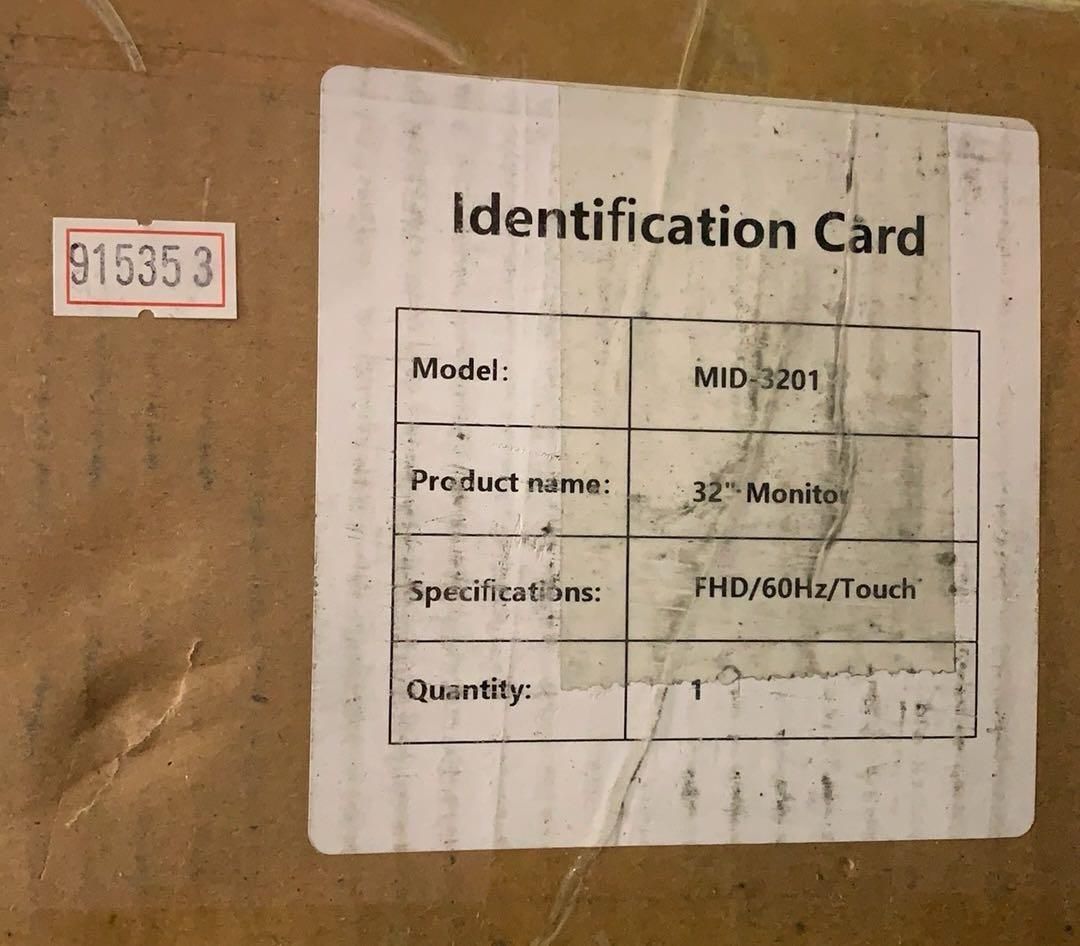 915353
Identification Card
Model: MID-3201
Product name: 32" Monitor
Specifications: FHD/60Hz/Touch
Quantity: 1